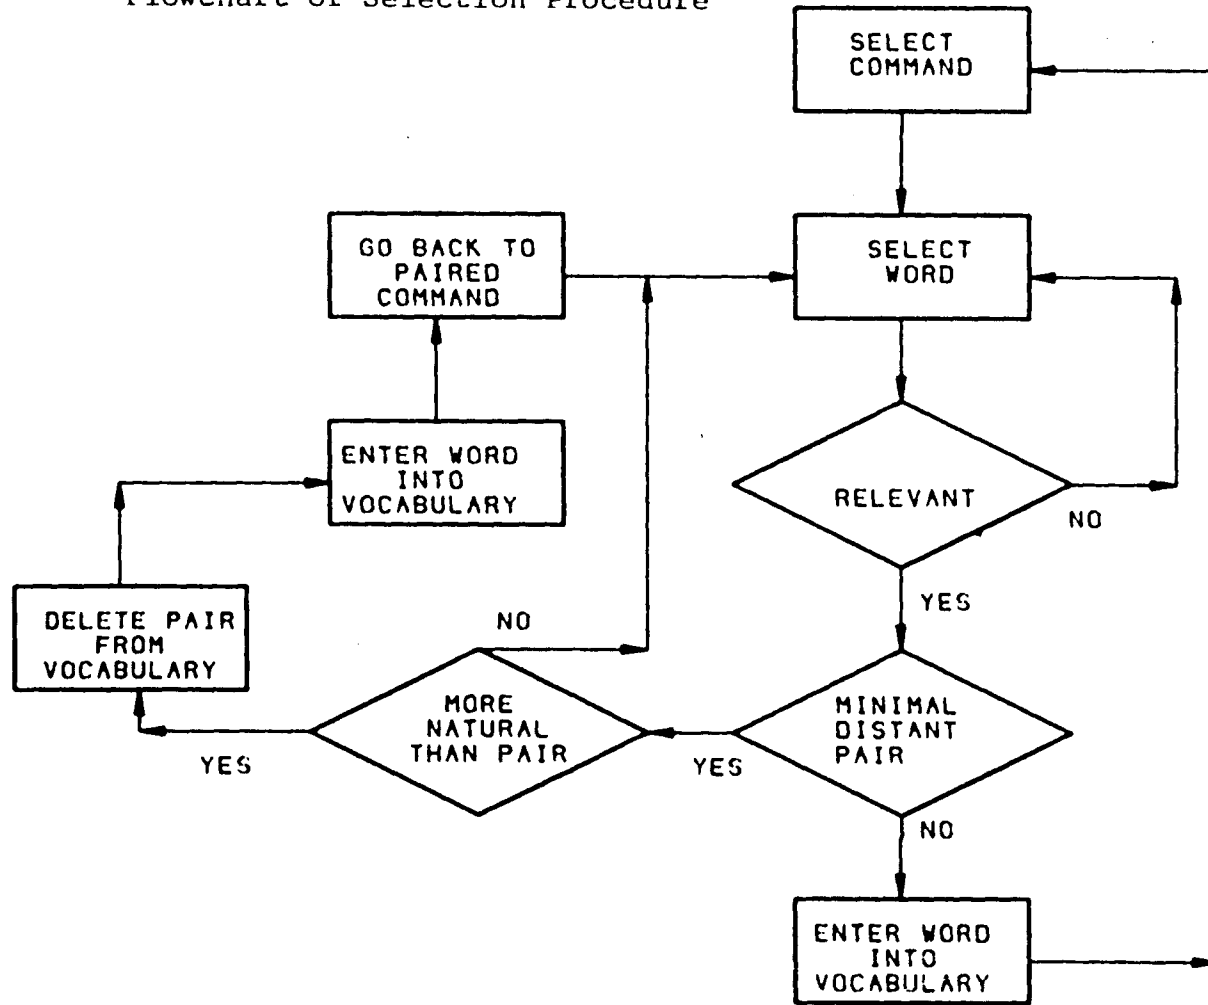 Flowchart of Selection Procedure
SELECT
COMMAND
GO BACK TO
PAIRED
COMMAND
SELECT
WORD
ENTER WORD
INTO
VOCABULARY
RELEVANT
NO
YES
DELETE PAIR
FROM
VOCABULARY
NO
MORE
NATURAL
THAN PAIR
MINIMAL
DISTANT
PAIR
YES
YES
NO
ENTER WORD
INTO
VOCABULARY